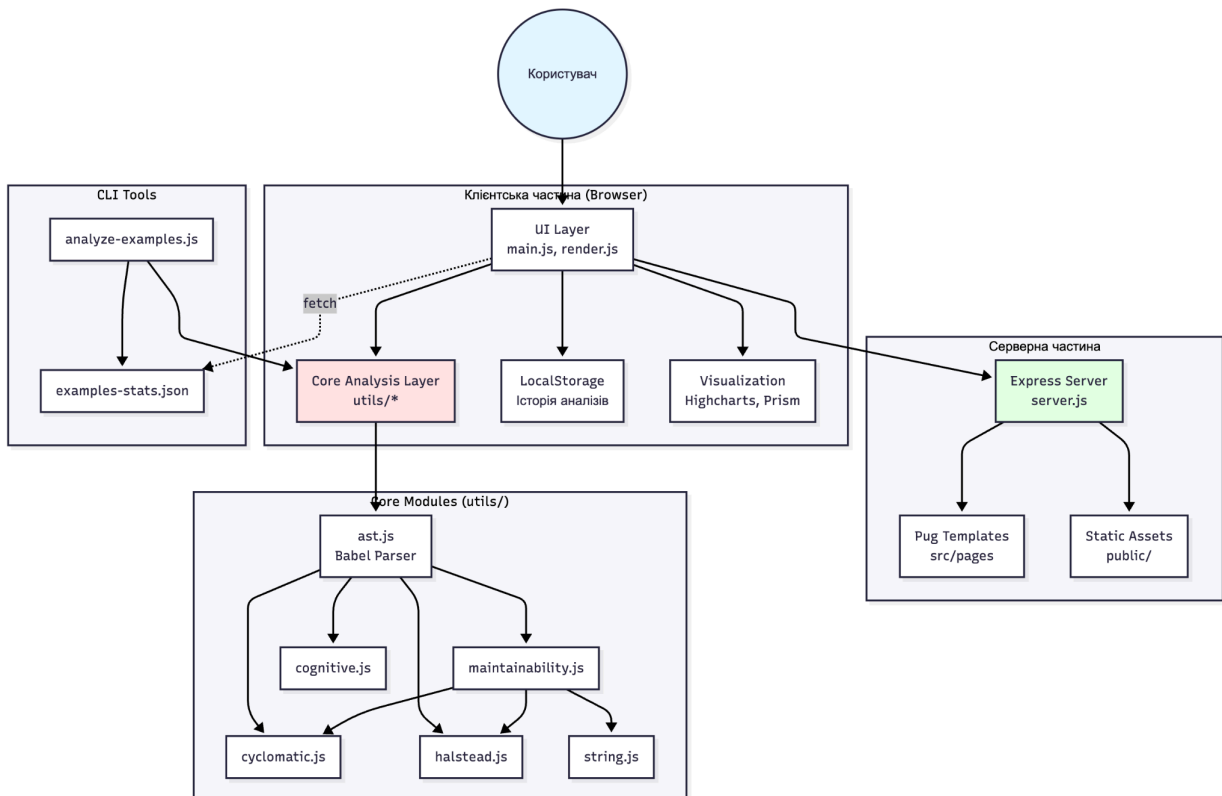 Користувач
CLI Tools
Клієнтська частина (Browser)
analyze-examples.js
UI Layer
main.js, render.js
fetch
Серверна частина
examples-stats.json
Core Analysis Layer
utils/*
LocalStorage
Історія аналізів
Visualization
Highcharts, Prism
Express Server
server.js
Core Modules (utils/)
ast.js
Babel Parser
Pug Templates
src/pages
Static Assets
public/
cognitive.js
maintainability.js
cyclomatic.js
halstead.js
string.js